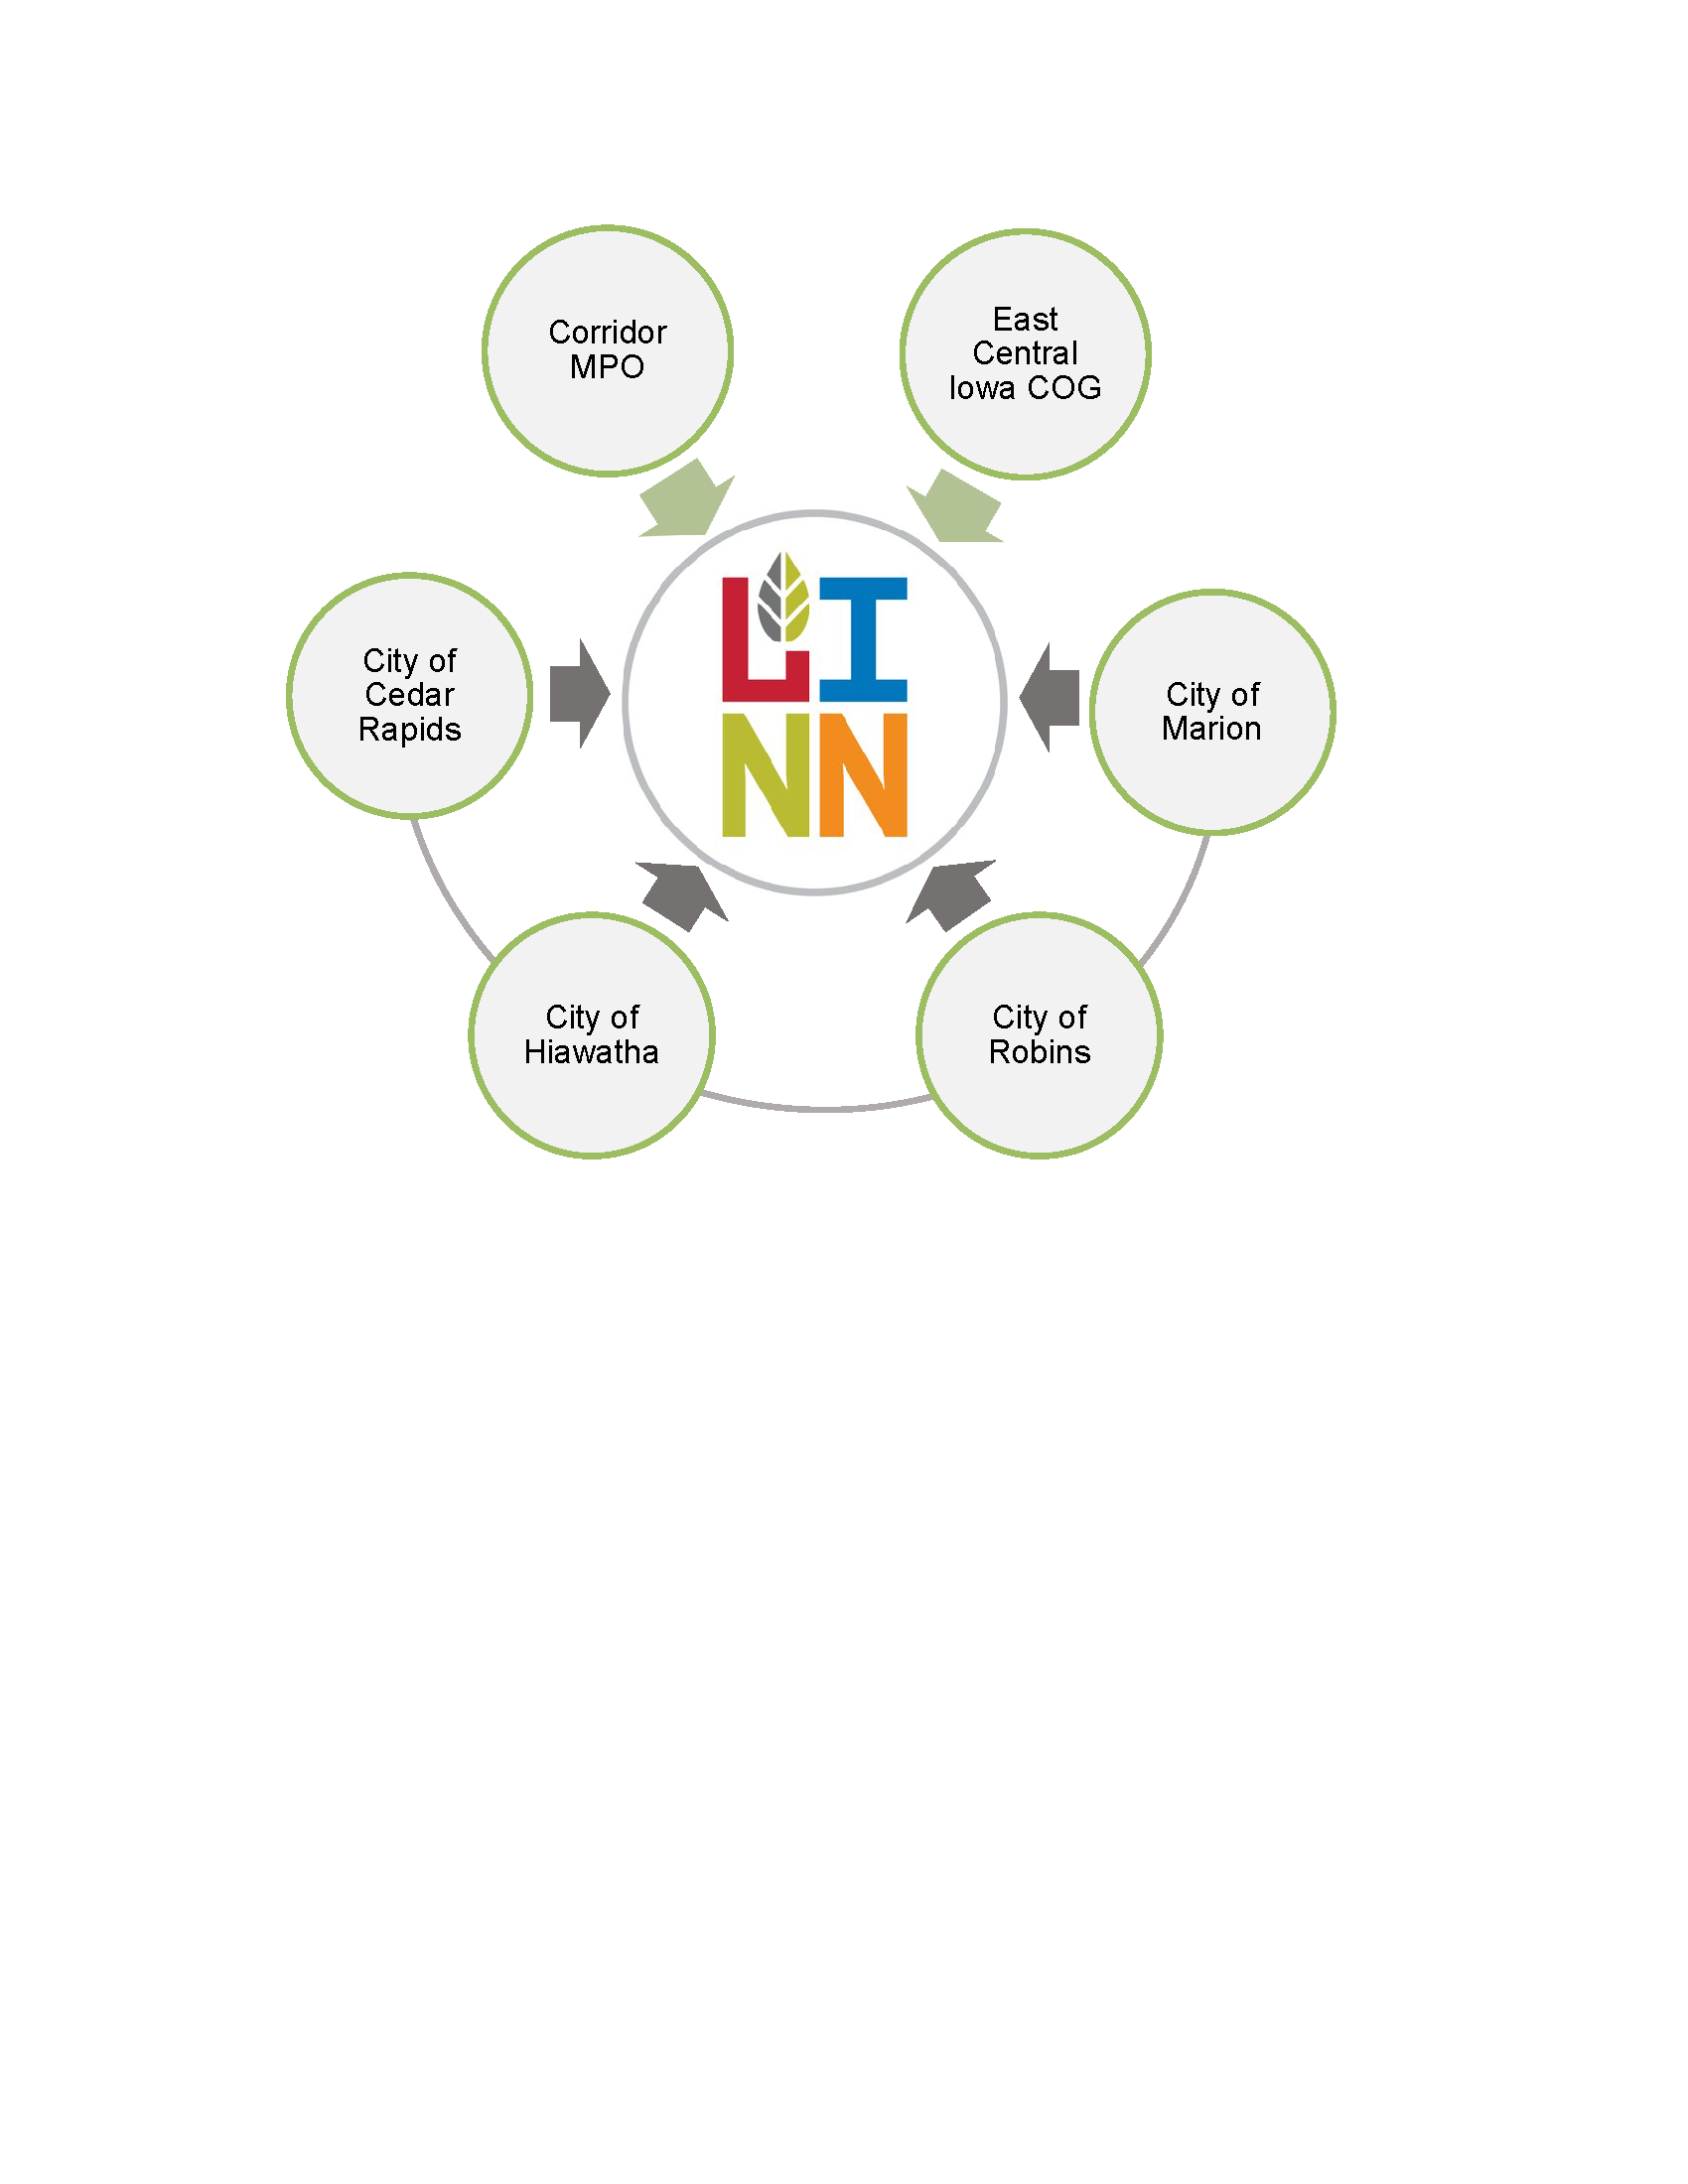 Corridor
MPO
East
Central
Iowa COG
City of
Cedar
Rapids
LI
NN
City of
Marion
City of
Hiawatha
City of
Robins